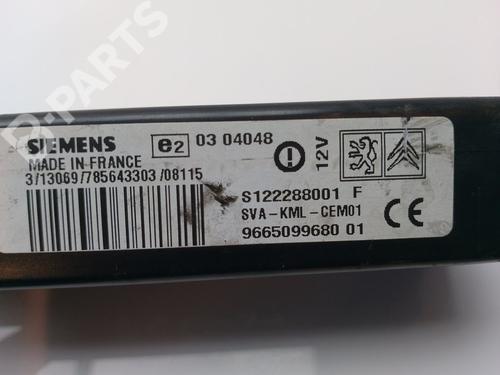 B-PARTS
SIEMENS e2 03 04048 12V
MADE IN FRANCE
3/13069/785643303/08115
S122288001 F
SVA-KML-CEM01
9665099680 01
CE